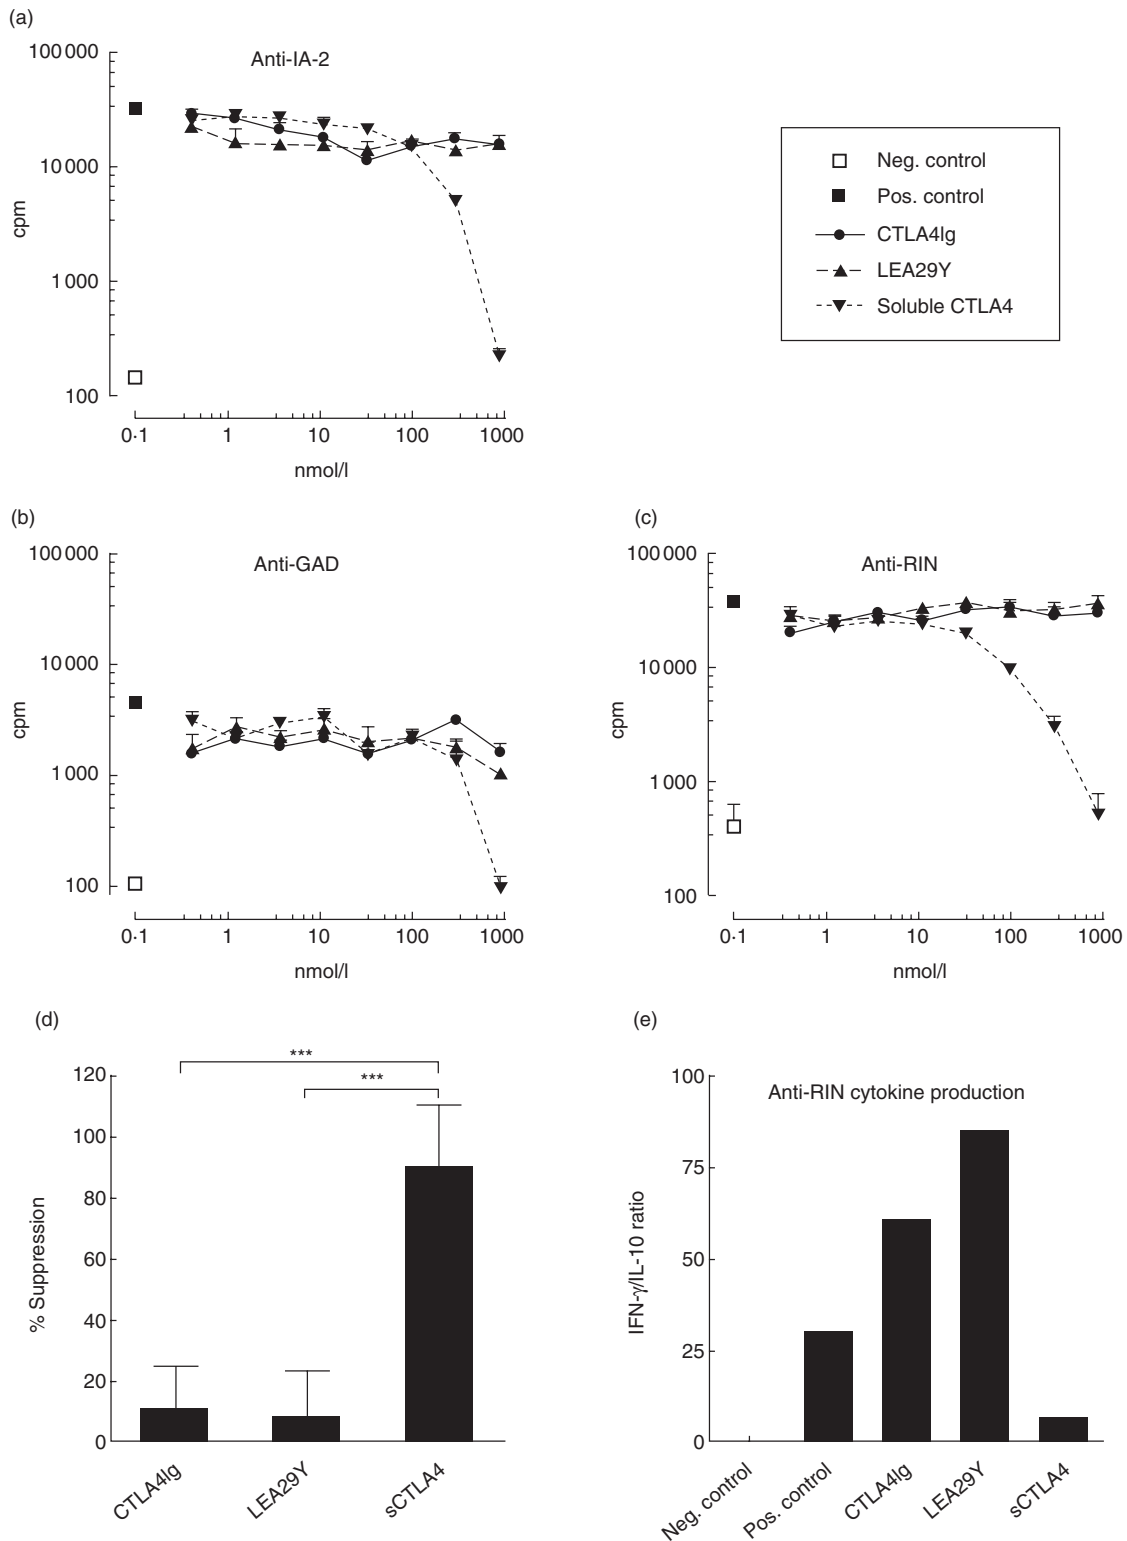 (a)
Anti-IA-2
100 000
10 000
1 000
100
cpm
0·1 1 10 100 1000
nmol/l
Neg. control
Pos. control
CTLA4Ig
LEA29Y
Soluble CTLA4
(b)
Anti-GAD
100 000
10 000
1 000
100
cpm
0·1 1 10 100 1000
nmol/l
(c)
Anti-RIN
100 000
10 000
1 000
100
cpm
0·1 1 10 100 1000
nmol/l
(d)
***
***
120
100
80
60
40
20
0
% Suppression
CTLA4Ig
LEA29Y
sCTLA4
(e)
Anti-RIN cytokine production
100
75
50
25
0
IFN-γ/IL-10 ratio
Neg. control
Pos. control
CTLA4Ig
LEA29Y
sCTLA4